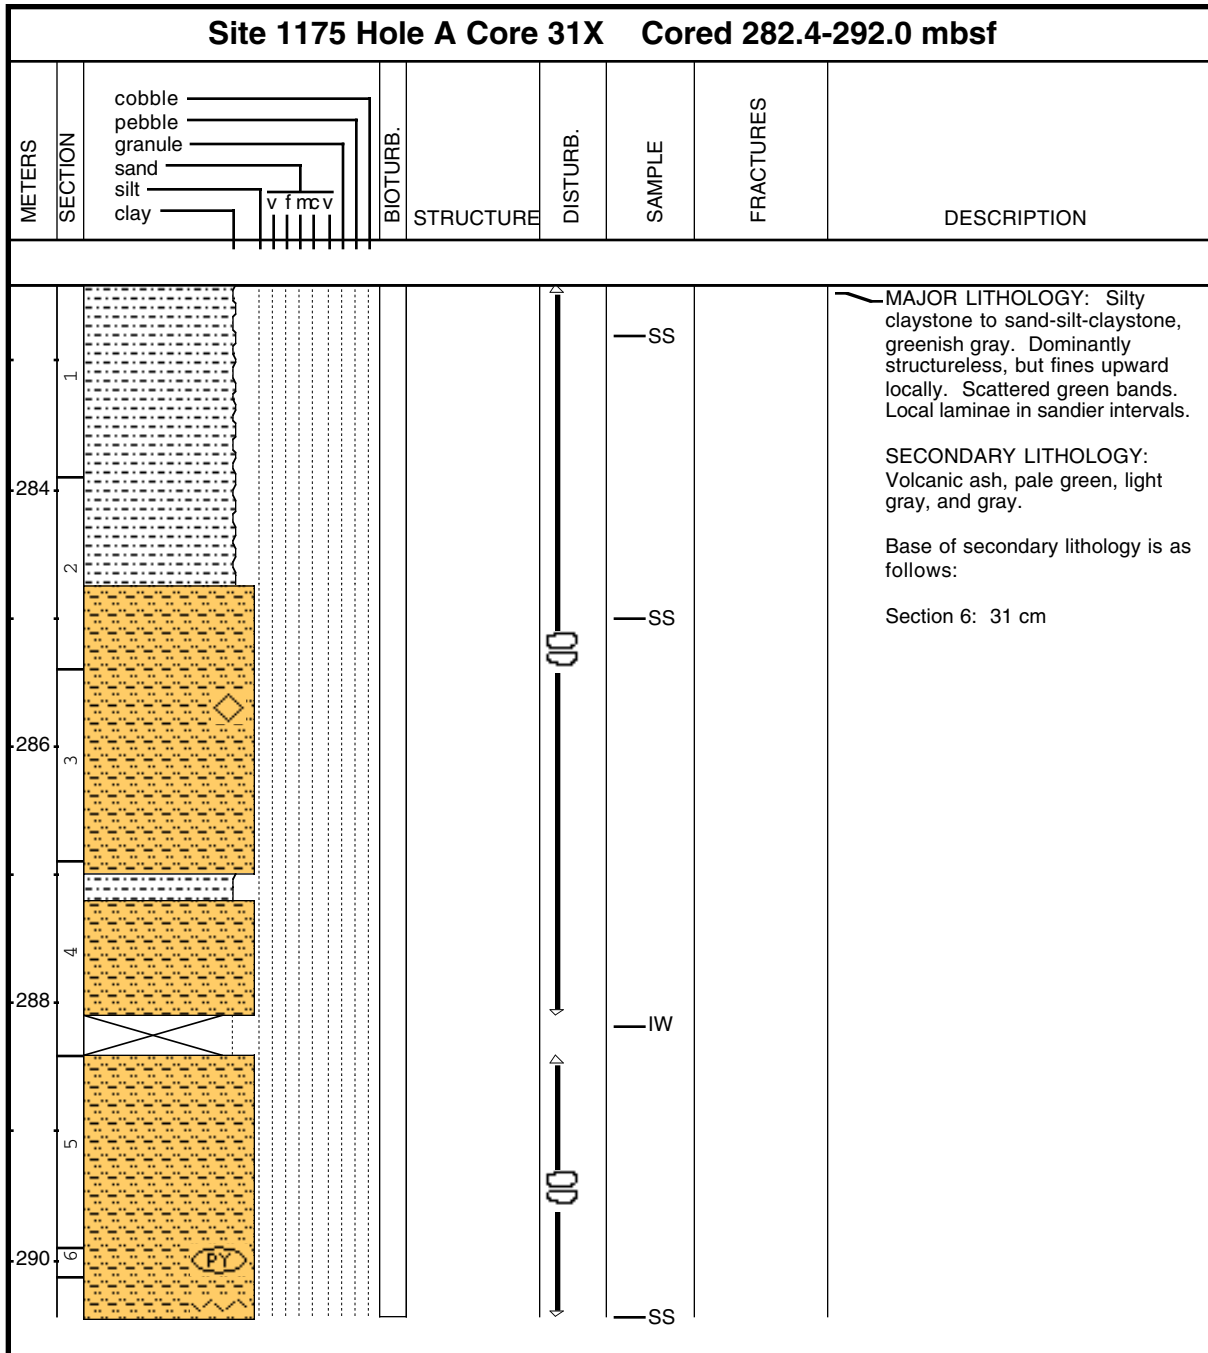 Site 1175 Hole A Core 31X Cored 282.4-292.0 mbsf
METERS
SECTION
cobble
pebble
granule
sand
silt
clay
v f m c v
BIOTURB.
STRUCTURE
DISTURB.
SAMPLE
FRACTURES
DESCRIPTION
1
2
3
4
5
6
284
286
288
290
PY
SS
SS
IW
SS
MAJOR LITHOLOGY: Silty
claystone to sand-silt-claystone,
greenish gray. Dominantly
structureless, but fines upward
locally. Scattered green bands.
Local laminae in sandier intervals.
SECONDARY LITHOLOGY:
Volcanic ash, pale green, light
gray, and gray.
Base of secondary lithology is as
follows:
Section 6: 31 cm